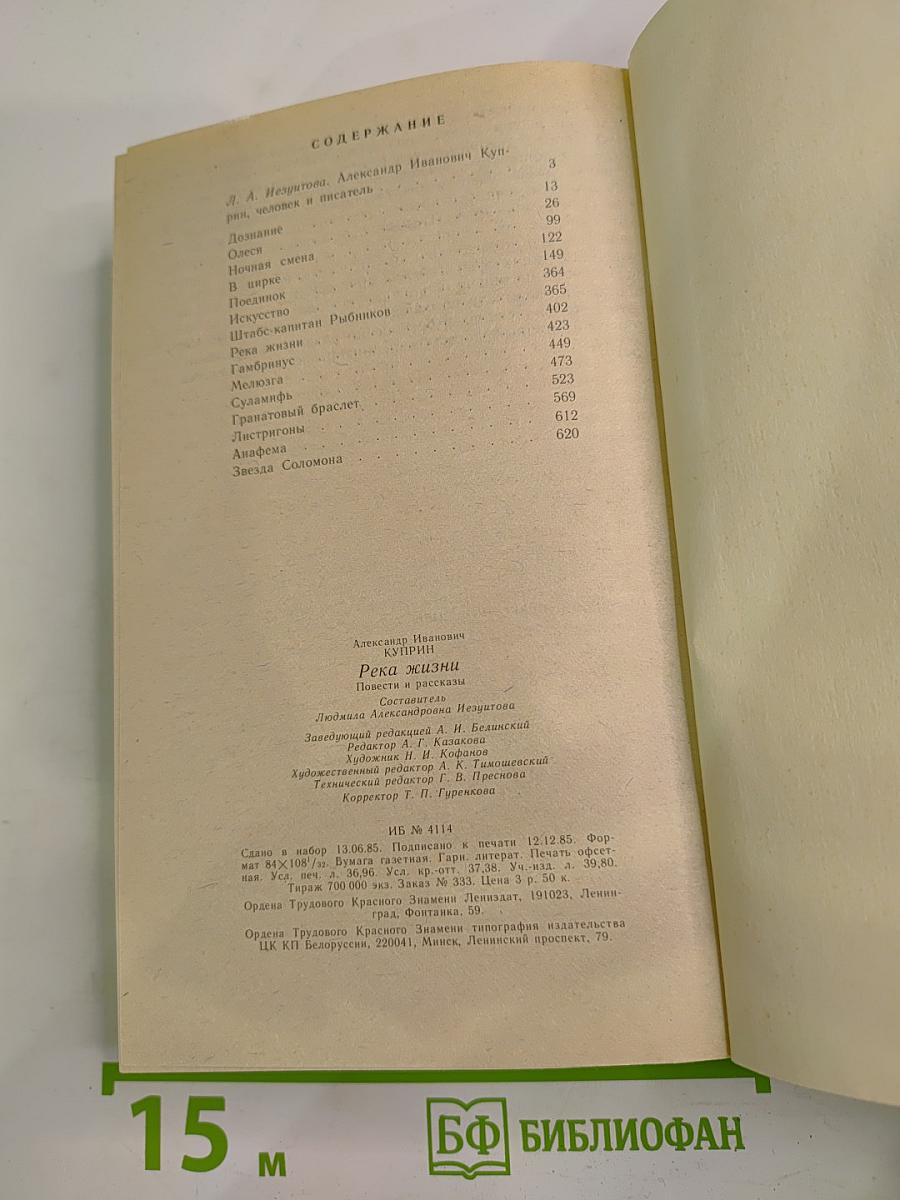 СОДЕРЖАНИЕ
Л. А. Иезуитова. Александр Иванович Куп-
рин, человек и писатель . . . . . . . 3
Дознание . . . . . . . . . . 13
Олеся . . . . . . . . . . 26
Ночная смена . . . . . . . . . . 99
В цирке . . . . . . . . . . 122
Поединок . . . . . . . . . . 149
Искусство . . . . . . . . . . 364
Штабс-капитан Рыбников . . . . . . . 365
Река жизни . . . . . . . . . . 402
Гамбринус . . . . . . . . . . 423
Мелюзга . . . . . . . . . . 449
Суламифь . . . . . . . . . . 473
Гранатовый браслет . . . . . . . . 523
Листригоны . . . . . . . . . . 569
Анафема . . . . . . . . . . 612
Звезда Соломона . . . . . . . . . 620
Александр Иванович
КУПРИН
Река жизни
Повести и рассказы
Составитель
Людмила Александровна Иезуитова
Заведующий редакцией А. И. Белинский
Редактор А. Г. Казакова
Художник Н. И. Кофанов
Художественный редактор А. К. Тимошевский
Технический редактор Г. В. Преснова
Корректор Т. П. Гуренкова
ИБ № 4114
Сдано в набор 13.06.85. Подписано к печати 12.12.85. Фор-
мат 84×108¹/₃₂. Бумага газетная. Гарн. литерат. Печать офсет-
ная. Усл. печ. л. 36,96. Усл. кр.-отт. 37,38. Уч.-изд. л. 39,80.
Тираж 700 000 экз. Заказ № 333. Цена 3 р. 50 к.
Ордена Трудового Красного Знамени Лениздат, 191023, Ленин-
град, Фонтанка, 59.
Ордена Трудового Красного Знамени типография издательства
ЦК КП Белоруссии, 220041, Минск, Ленинский проспект, 79.
15 м
БФ БИБЛИОФАН